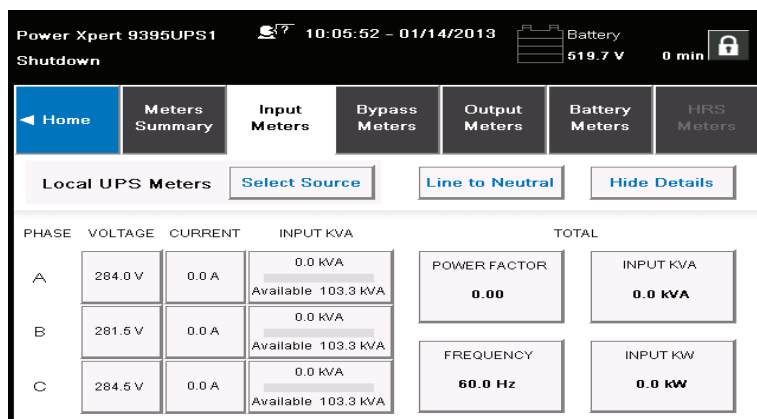 Power Xpert 9395UPS1
Shutdown
? 10:05:52 - 01/14/2013
Battery
519.7 V 0 min
Home
Meters Summary
Input Meters
Bypass Meters
Output Meters
Battery Meters
HRS Meters
Local UPS Meters Select Source Line to Neutral Hide Details
PHASE VOLTAGE CURRENT INPUT KVA TOTAL
A 284.0 V 0.0 A 0.0 kVA
Available 103.3 kVA
B 281.5 V 0.0 A 0.0 kVA
Available 103.3 kVA
C 284.5 V 0.0 A 0.0 kVA
Available 103.3 kVA
POWER FACTOR
0.00
INPUT KVA
0.0 kVA
FREQUENCY
60.0 Hz
INPUT KW
0.0 kW